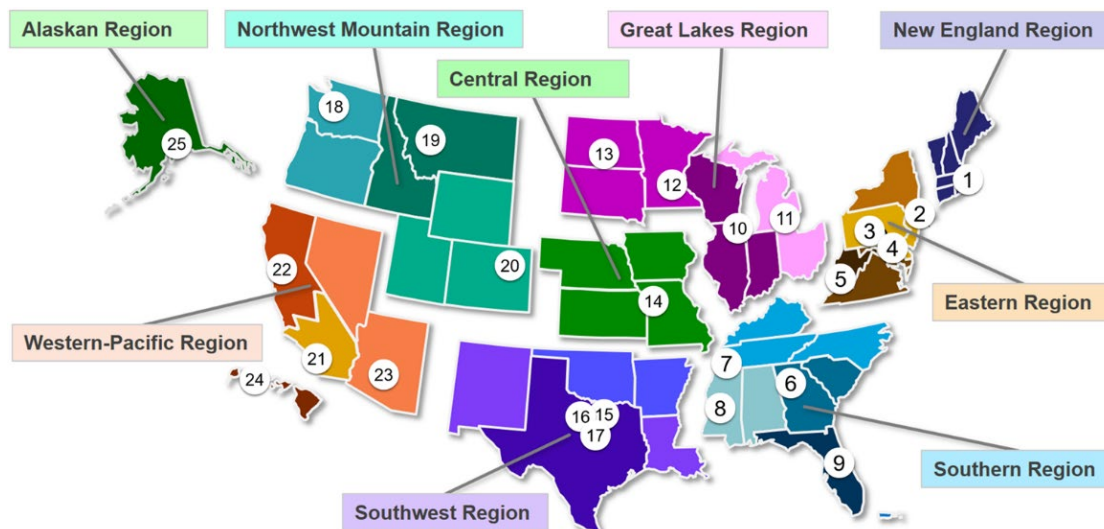 Alaskan Region
Northwest Mountain Region
Great Lakes Region
New England Region
Central Region
18
19
25
13
12
1
10
11
2
3
4
5
20
22
14
Eastern Region
Western-Pacific Region
21
23
24
7
6
8
16
15
17
9
Southern Region
Southwest Region